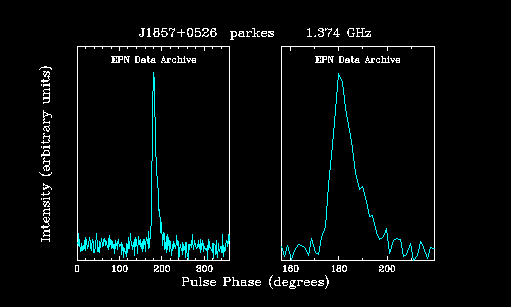 J1857+0526 parkes 1.374 GHz
EPN Data Archive EPN Data Archive
Intensity (arbitrary units)
0 100 200 300 160 180 200
Pulse Phase (degrees)